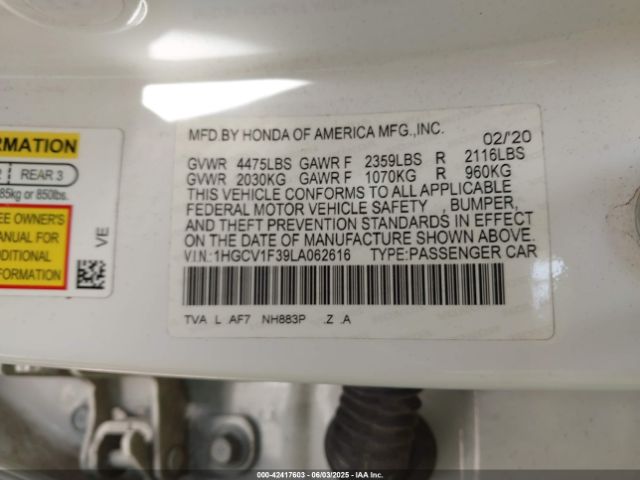 RMATION
REAR 3
85kg or 850lbs.
EE OWNER'S
ANUAL FOR
DDITIONAL
FORMATION
VE
MFD.BY HONDA OF AMERICA MFG.,INC. 02/'20
GVWR 4475LBS GAWR F 2359LBS R 2116LBS
GVWR 2030KG GAWR F 1070KG R 960KG
THIS VEHICLE CONFORMS TO ALL APPLICABLE
FEDERAL MOTOR VEHICLE SAFETY , BUMPER,
AND THEFT PREVENTION STANDARDS IN EFFECT
ON THE DATE OF MANUFACTURE SHOWN ABOVE.
V.I.N.:1HGCV1F39LA062616 TYPE:PASSENGER CAR
TVA L .AF7 NH883P .Z .A
000-42417603 - 06/03/2025 - IAA Inc.